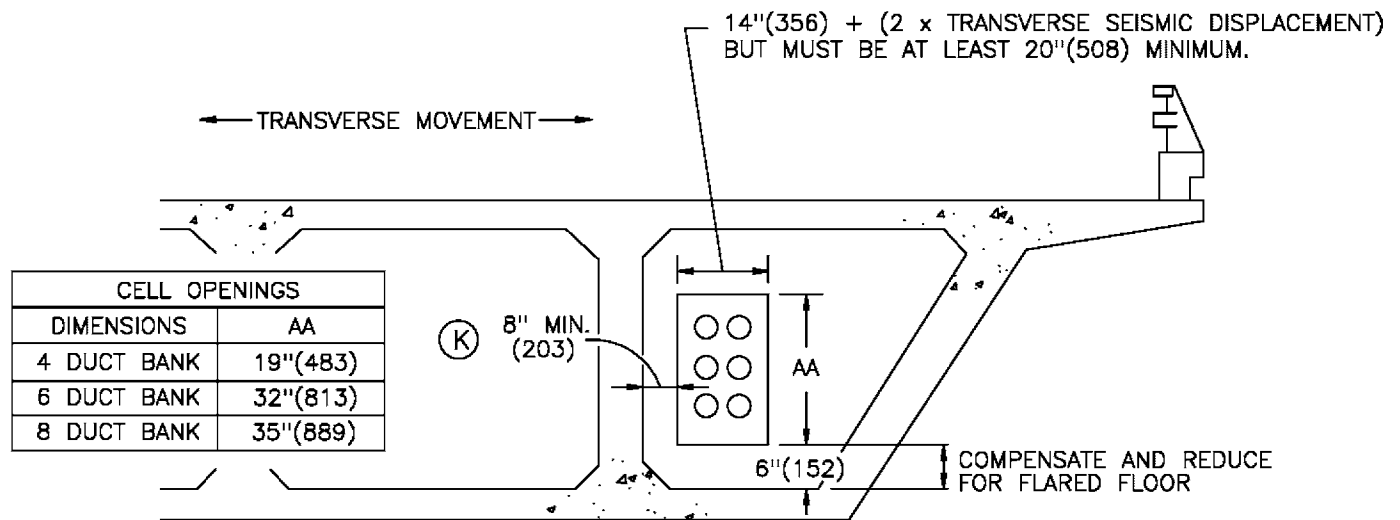 14"(356) + (2 x TRANSVERSE SEISMIC DISPLACEMENT)
BUT MUST BE AT LEAST 20"(508) MINIMUM.
TRANSVERSE MOVEMENT
CELL OPENINGS
DIMENSIONS AA
4 DUCT BANK 19"(483)
6 DUCT BANK 32"(813)
8 DUCT BANK 35"(889)
K
8" MIN.
(203)
AA
6"(152)
COMPENSATE AND REDUCE
FOR FLARED FLOOR